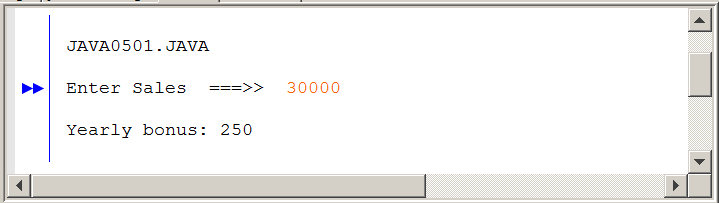 JAVA0501.JAVA
Enter Sales  ===>>  30000
Yearly bonus: 250